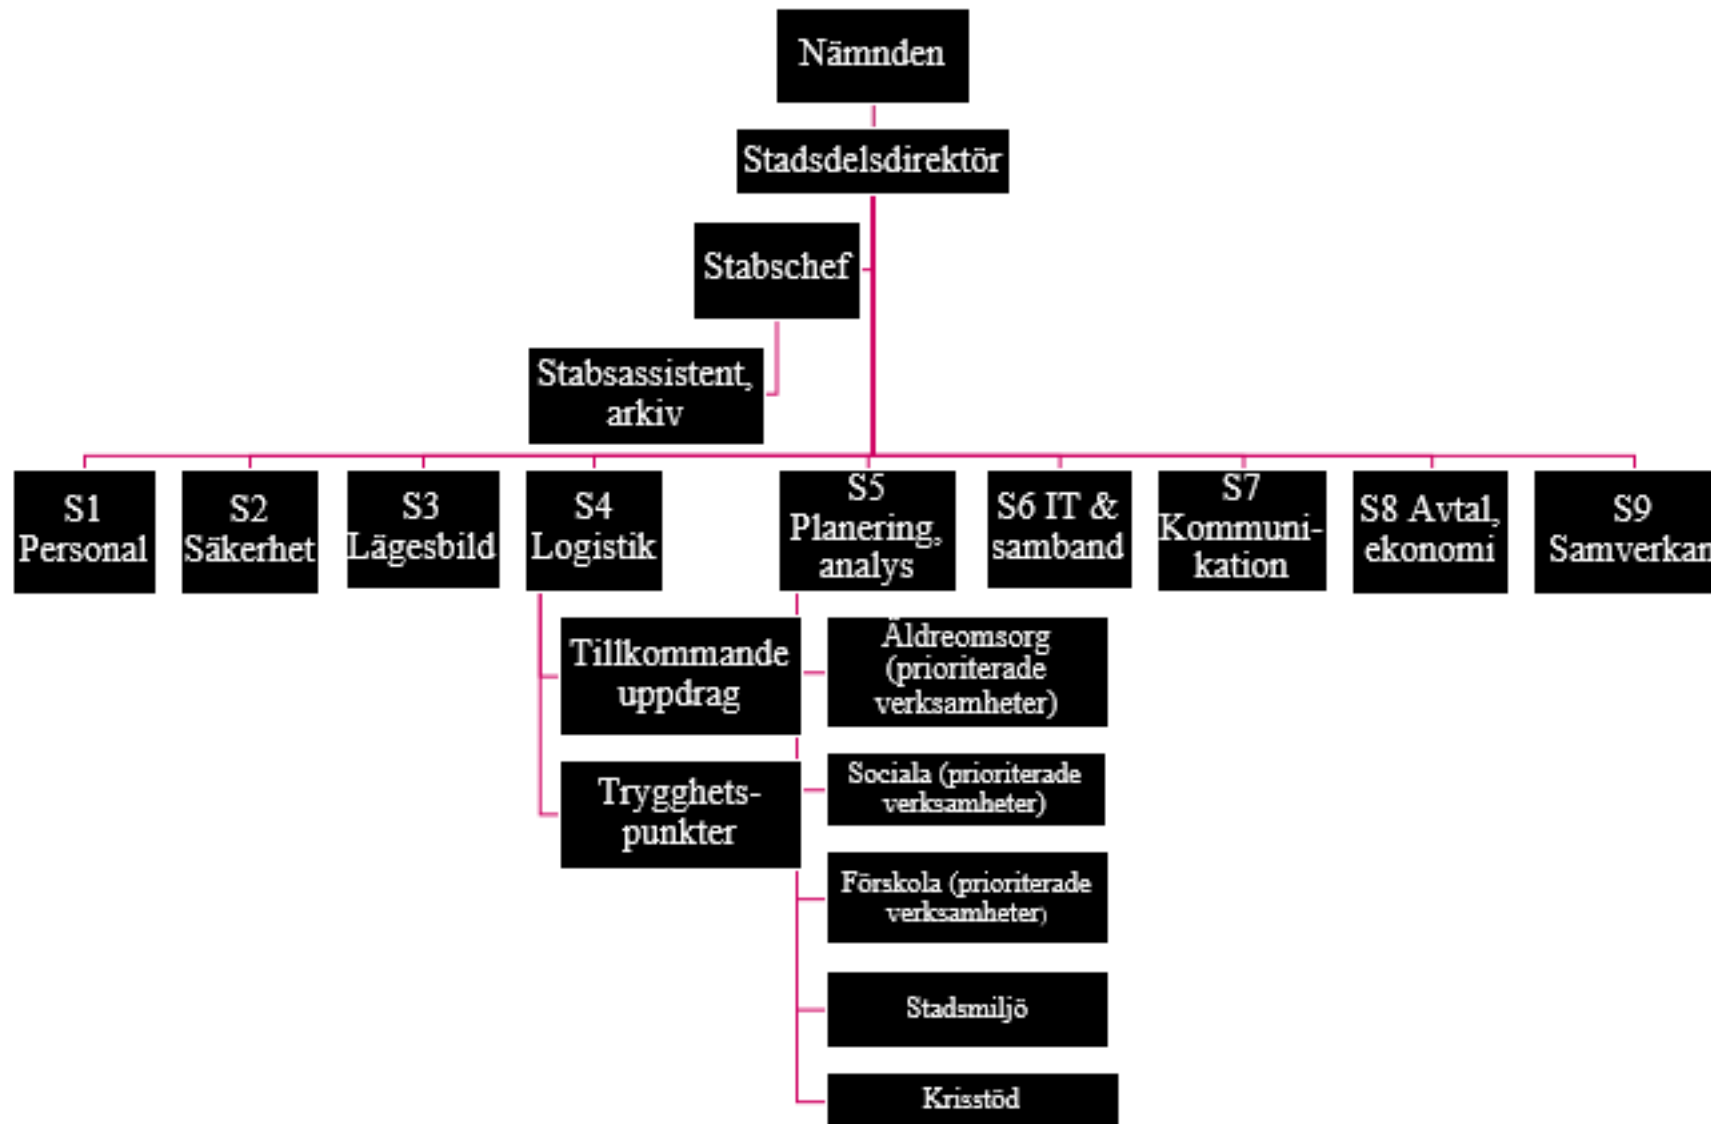 Nämnden
Stadsdelsdirektör
Stabschef
Stabsassistent,
arkiv
S1
Personal
S2
Säkerhet
S3
Lägesbild
S4
Logistik
S5
Planering,
analys
S6 IT &
samband
S7
Kommuni-
kation
S8 Avtal,
ekonomi
S9
Samverkan
Tillkommande
uppdrag
Trygghets-
punkter
Äldreomsorg
(prioriterade
verksamheter)
Sociala (prioriterade
verksamheter)
Förskola (prioriterade
verksamheter)
Stadsmiljö
Krisstöd